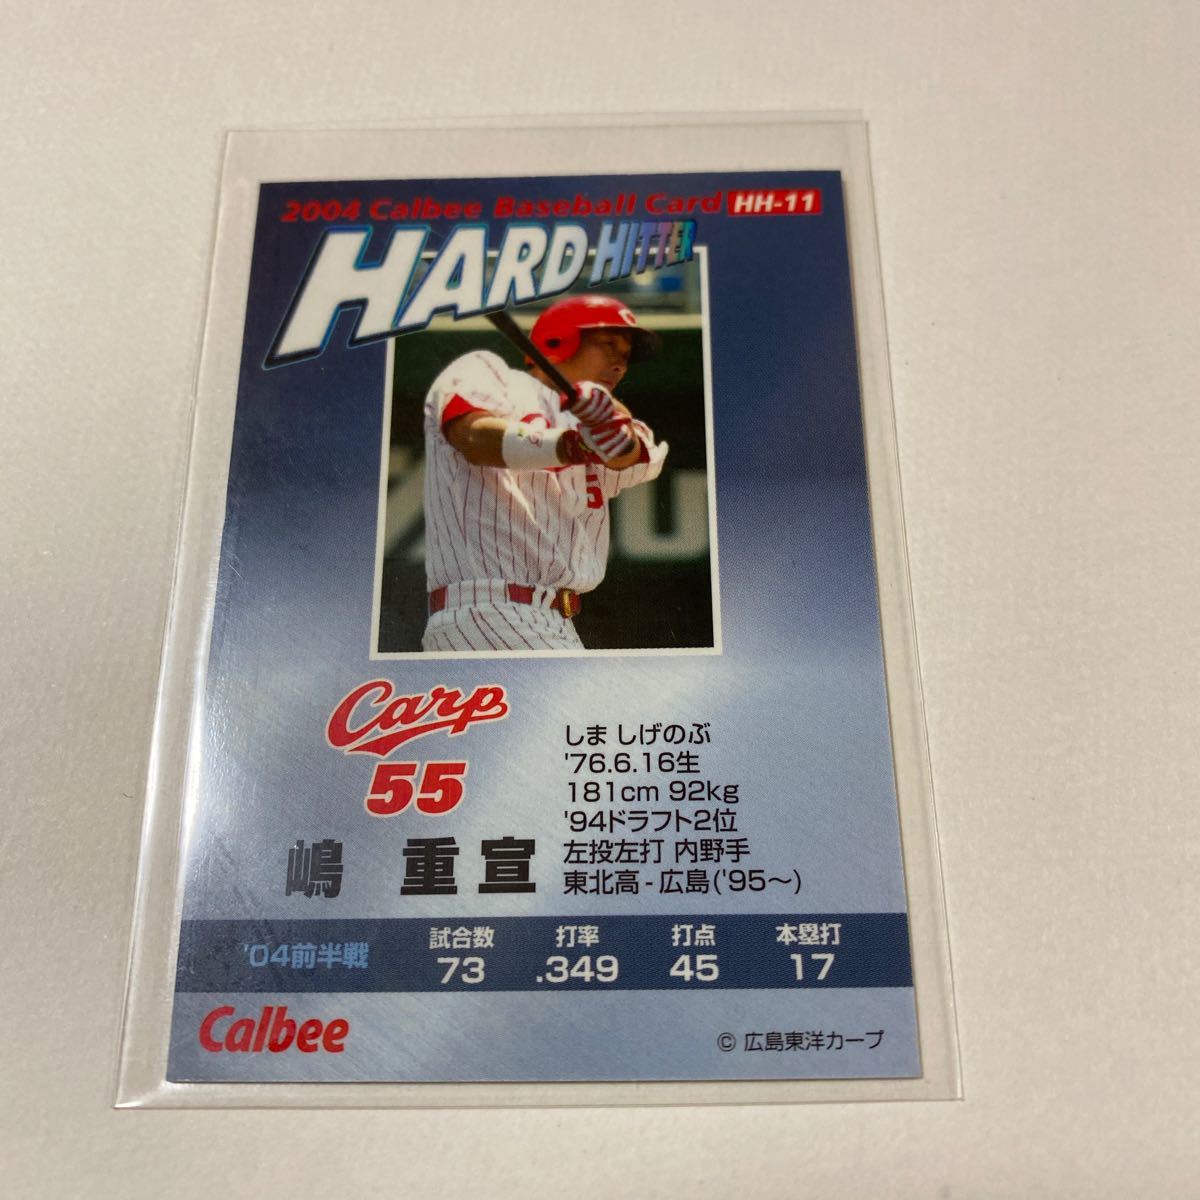 2004 Calbee Baseball Card HH-11
HARD HITTER
5
Carp
55
嶋 重宣
しま しげのぶ
'76.6.16生
181cm 92kg
'94ドラフト2位
左投左打 内野手
東北高-広島('95～)
'04前半戦
試合数 打率 打点 本塁打
73 .349 45 17
Calbee
© 広島東洋カープ